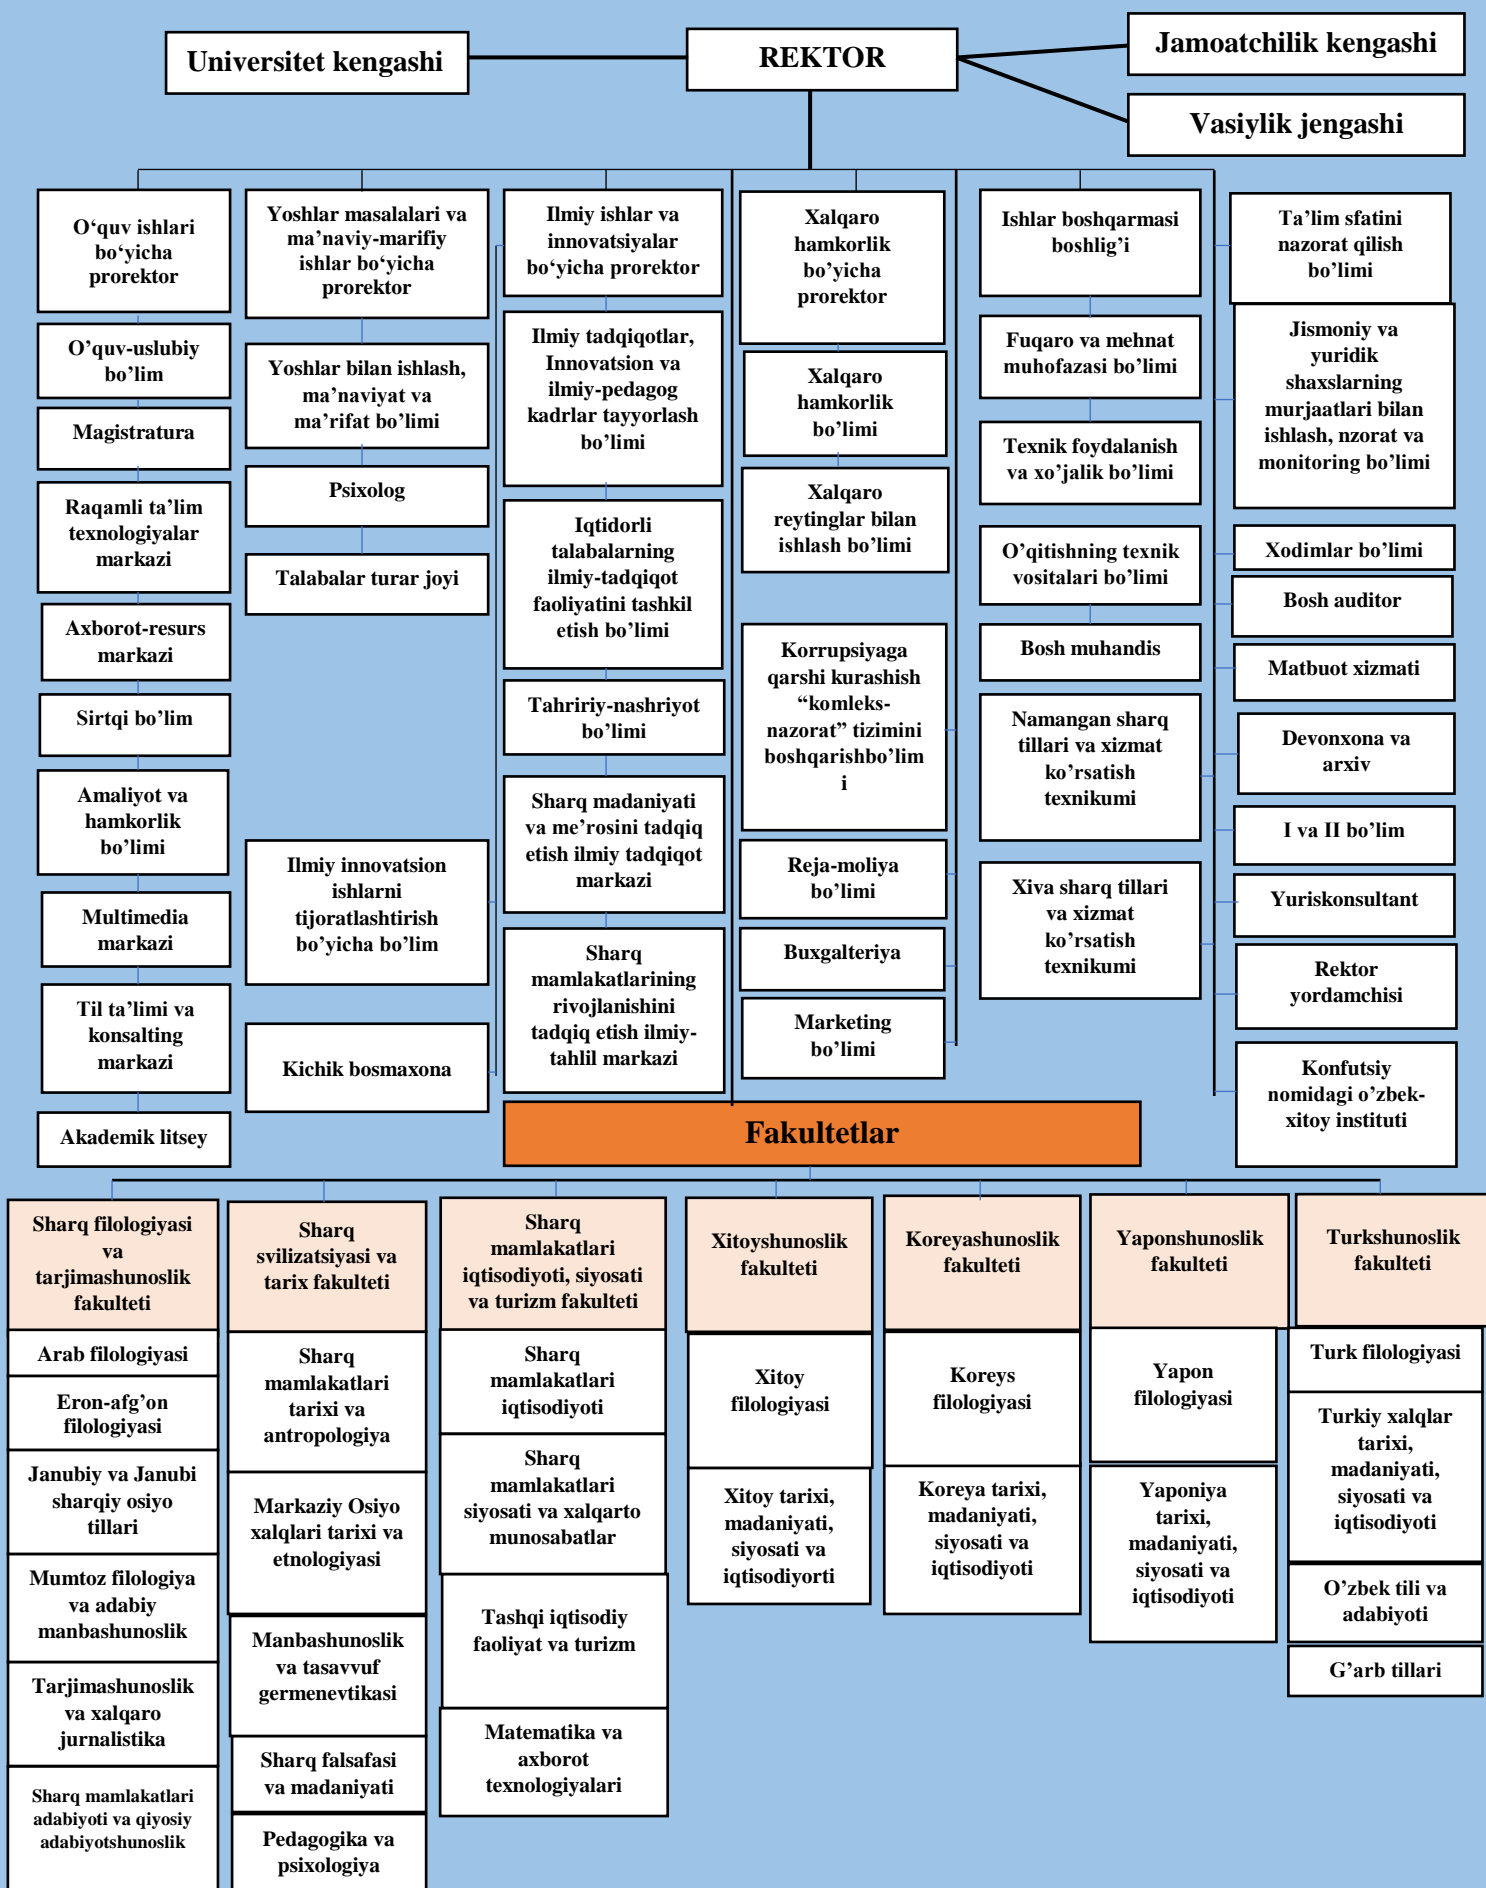 Universitet kengashi
REKTOR
Jamoatchilik kengashi
Vasiylik jengashi
O‘quv ishlari
bo‘yicha
prorektor
O’quv-uslubiy
bo’lim
Magistratura
Raqamli ta’lim
texnologiyalar
markazi
Axborot-resurs
markazi
Sirtqi bo’lim
Amaliyot va
hamkorlik
bo’limi
Multimedia
markazi
Til ta’limi va
konsalting
markazi
Akademik litsey
Yoshlar masalalari va
ma’naviy-marifiy
ishlar bo‘yicha
prorektor
Yoshlar bilan ishlash,
ma’naviyat va
ma’rifat bo’limi
Psixolog
Talabalar turar joyi
Ilmiy innovatsion
ishlarni
tijoratlashtirish
bo’yicha bo’lim
Kichik bosmaxona
Ilmiy ishlar va
innovatsiyalar
bo‘yicha prorektor
Ilmiy tadqiqotlar,
Innovatsion va
ilmiy-pedagog
kadrlar tayyorlash
bo’limi
Iqtidorli
talabalarning
ilmiy-tadqiqot
faoliyatini tashkil
etish bo’limi
Tahririy-nashriyot
bo’limi
Sharq madaniyati
va me’rosini tadqiq
etish ilmiy tadqiqot
markazi
Sharq
mamlakatlarining
rivojlanishini
tadqiq etish ilmiy-
tahlil markazi
Xalqaro
hamkorlik
bo’yicha
prorektor
Xalqaro
hamkorlik
bo’limi
Xalqaro
reytinglar bilan
ishlash bo’limi
Korrupsiyaga
qarshi kurashish
“komleks-
nazorat” tizimini
boshqarishbo’lim
i
Reja-moliya
bo’limi
Buxgalteriya
Marketing
bo’limi
Ishlar boshqarmasi
boshlig’i
Fuqaro va mehnat
muhofazasi bo’limi
Texnik foydalanish
va xo’jalik bo’limi
O’qitishning texnik
vositalari bo’limi
Bosh muhandis
Namangan sharq
tillari va xizmat
ko’rsatish
texnikumi
Xiva sharq tillari
va xizmat
ko’rsatish
texnikumi
Ta’lim sfatini
nazorat qilish
bo’limi
Jismoniy va
yuridik
shaxslarning
murjaatlari bilan
ishlash, nzorat va
monitoring bo’limi
Xodimlar bo’limi
Bosh auditor
Matbuot xizmati
Devonxona va
arxiv
I va II bo’lim
Yuriskonsultant
Rektor
yordamchisi
Konfutsiy
nomidagi o’zbek-
xitoy instituti
Fakultetlar
Sharq filologiyasi
va
tarjimashunoslik
fakulteti
Arab filologiyasi
Eron-afg’on
filologiyasi
Janubiy va Janubi
sharqiy osiyo
tillari
Mumtoz filologiya
va adabiy
manbashunoslik
Tarjimashunoslik
va xalqaro
jurnalistika
Sharq mamlakatlari
adabiyoti va qiyosiy
adabiyotshunoslik
Sharq
svilizatsiyasi va
tarix fakulteti
Sharq
mamlakatlari
tarixi va
antropologiya
Markaziy Osiyo
xalqlari tarixi va
etnologiyasi
Manbashunoslik
va tasavvuf
germenevtikasi
Sharq falsafasi
va madaniyati
Pedagogika va
psixologiya
Sharq
mamlakatlari
iqtisodiyoti, siyosati
va turizm fakulteti
Sharq
mamlakatlari
iqtisodiyoti
Sharq
mamlakatlari
siyosati va xalqarto
munosabatlar
Tashqi iqtisodiy
faoliyat va turizm
Matematika va
axborot
texnologiyalari
Xitoyshunoslik
fakulteti
Xitoy
filologiyasi
Xitoy tarixi,
madaniyati,
siyosati va
iqtisodiyorti
Koreyashunoslik
fakulteti
Koreys
filologiyasi
Koreya tarixi,
madaniyati,
siyosati va
iqtisodiyoti
Yaponshunoslik
fakulteti
Yapon
filologiyasi
Yaponiya
tarixi,
madaniyati,
siyosati va
iqtisodiyoti
Turkshunoslik
fakulteti
Turk filologiyasi
Turkiy xalqlar
tarixi,
madaniyati,
siyosati va
iqtisodiyoti
O’zbek tili va
adabiyoti
G’arb tillari